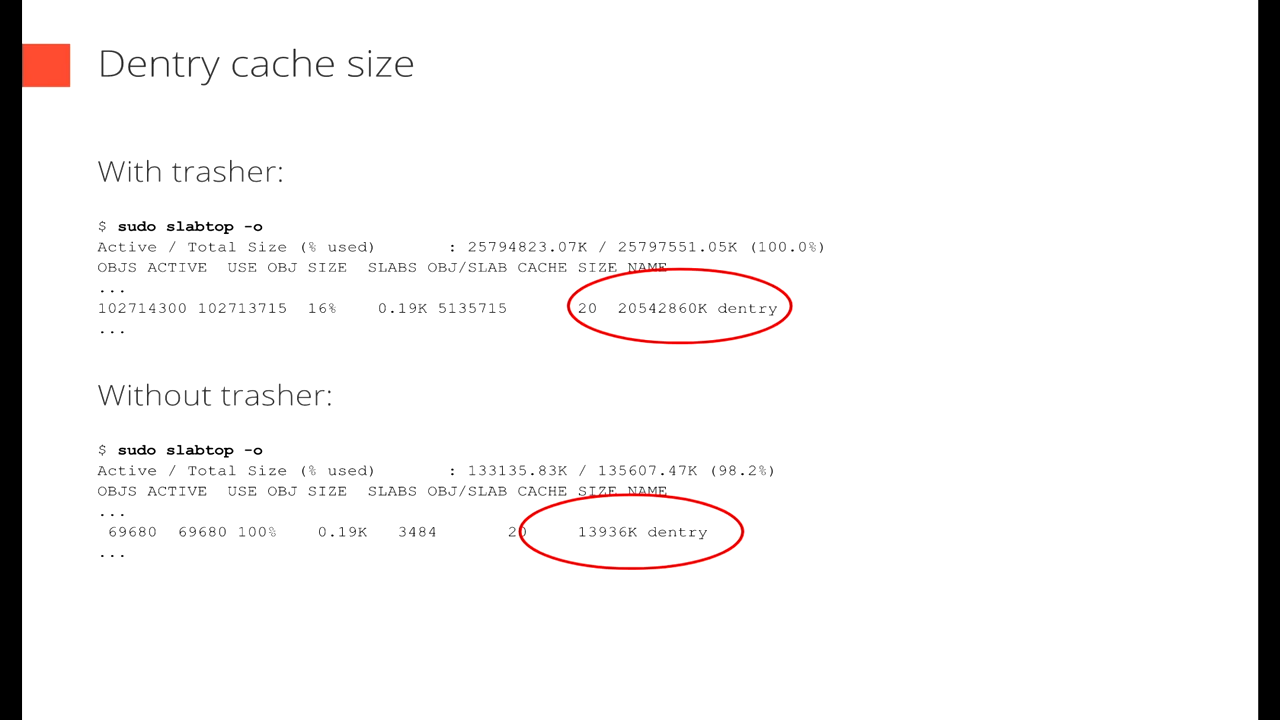 Dentry cache size
With trasher:
$ sudo slabtop -o
Active / Total Size (% used) : 25794823.07K / 25797551.05K (100.0%)
OBJS ACTIVE USE OBJ SIZE SLABS OBJ/SLAB CACHE SIZE NAME
...
102714300 102713715 16% 0.19K 5135715 20 20542860K dentry
...
Without trasher:
$ sudo slabtop -o
Active / Total Size (% used) : 133135.83K / 135607.47K (98.2%)
OBJS ACTIVE USE OBJ SIZE SLABS OBJ/SLAB CACHE SIZE NAME
...
69680 69680 100% 0.19K 3484 20 13936K dentry
...